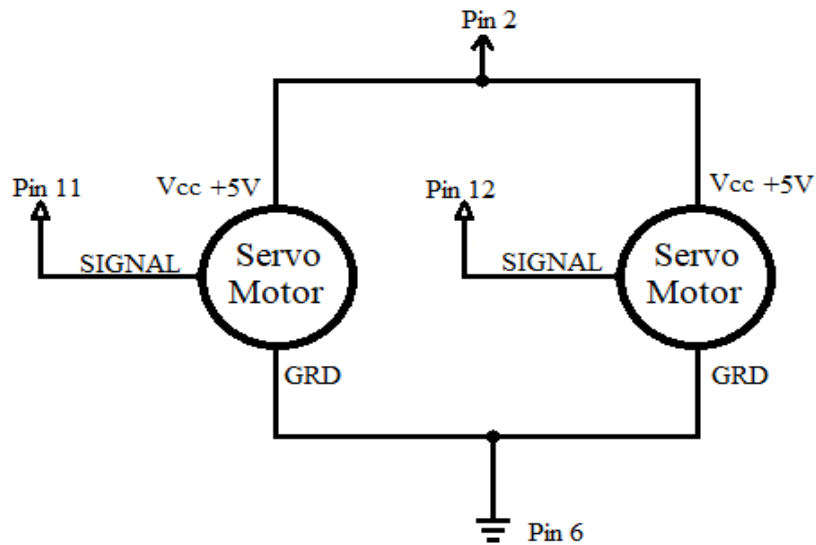 Pin 2
Pin 11
Vcc +5V
Pin 12
Vcc +5V
SIGNAL
Servo
Motor
SIGNAL
Servo
Motor
GRD
GRD
Pin 6